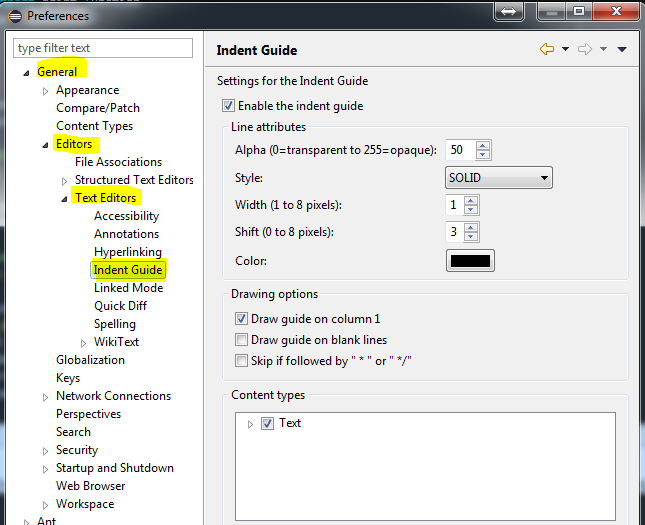 Preferences
type filter text
General
Appearance
Compare/Patch
Content Types
Editors
File Associations
Structured Text Editors
Text Editors
Accessibility
Annotations
Hyperlinking
Indent Guide
Linked Mode
Quick Diff
Spelling
WikiText
Globalization
Keys
Network Connections
Perspectives
Search
Security
Startup and Shutdown
Web Browser
Workspace
Ant
Indent Guide
Settings for the Indent Guide
Enable the indent guide
Line attributes
Alpha (0=transparent to 255=opaque): 50
Style: SOLID
Width (1 to 8 pixels): 1
Shift (0 to 8 pixels): 3
Color:
Drawing options
Draw guide on column 1
Draw guide on blank lines
Skip if followed by " * " or " */"
Content types
Text